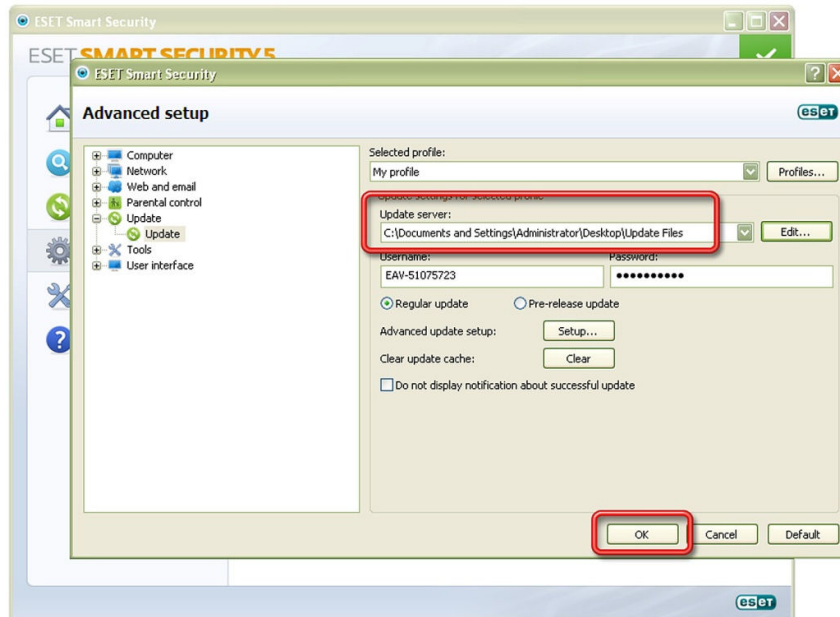 ESET Smart Security
ESET SMART SECURITY 5
ESET Smart Security
Advanced setup
eset
Computer
Network
Web and email
Parental control
Update
Update
Tools
User interface
Selected profile:
My profile
Profiles...
Update settings for selected profile
Update server:
C:\Documents and Settings\Administrator\Desktop\Update Files
Edit...
Username:
Password:
EAV-51075723
●●●●●●●●●●
Regular update
Pre-release update
Advanced update setup:
Setup...
Clear update cache:
Clear
Do not display notification about successful update
OK
Cancel
Default
eset